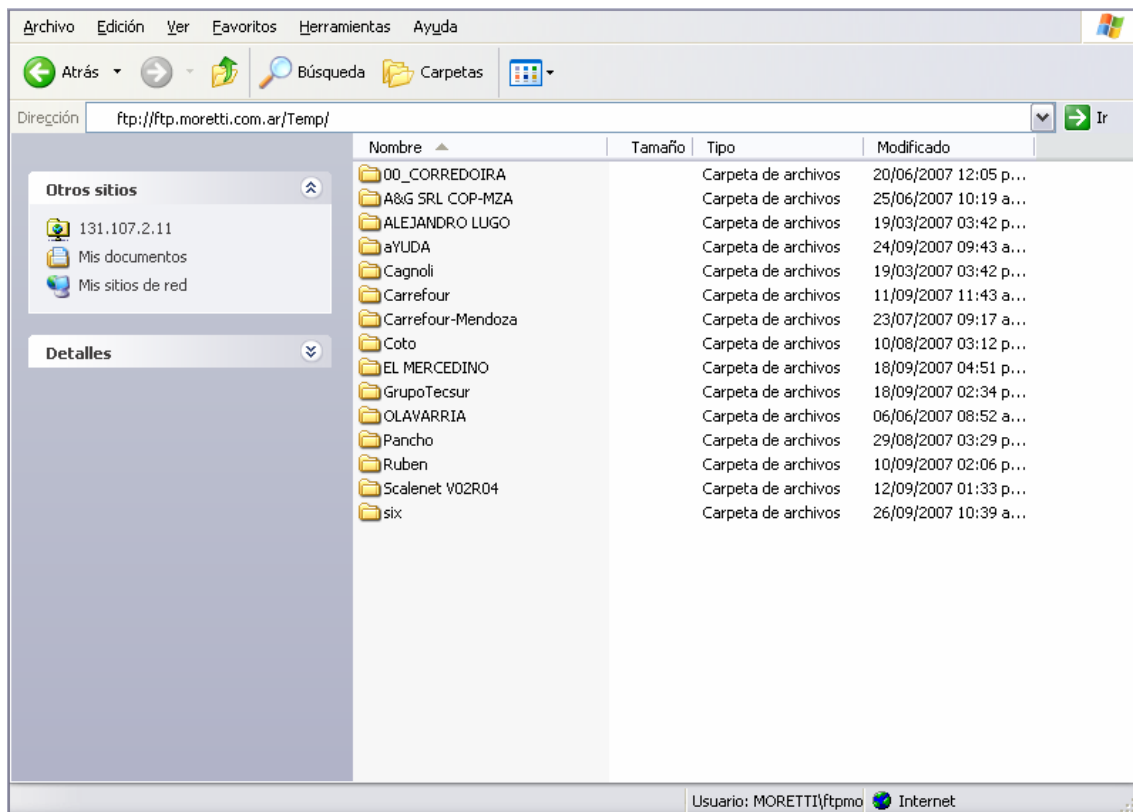 Archivo Edición Ver Favoritos Herramientas Ayuda
Atrás Búsqueda Carpetas
Dirección ftp://ftp.moretti.com.ar/Temp/ Ir
Nombre Tamaño Tipo Modificado
Otros sitios
131.107.2.11
Mis documentos
Mis sitios de red
Detalles
00_CORREDOIRA Carpeta de archivos 20/06/2007 12:05 p...
A&G SRL COP-MZA Carpeta de archivos 25/06/2007 10:19 a...
ALEJANDRO LUGO Carpeta de archivos 19/03/2007 03:42 p...
aYUDA Carpeta de archivos 24/09/2007 09:43 a...
Cagnoli Carpeta de archivos 19/03/2007 03:42 p...
Carrefour Carpeta de archivos 11/09/2007 11:43 a...
Carrefour-Mendoza Carpeta de archivos 23/07/2007 09:17 a...
Coto Carpeta de archivos 10/08/2007 03:12 p...
EL MERCEDINO Carpeta de archivos 18/09/2007 04:51 p...
GrupoTecsur Carpeta de archivos 18/09/2007 02:34 p...
OLAVARRIA Carpeta de archivos 06/06/2007 08:52 a...
Pancho Carpeta de archivos 29/08/2007 03:29 p...
Ruben Carpeta de archivos 10/09/2007 02:06 p...
Scalenet V02R04 Carpeta de archivos 12/09/2007 01:33 p...
six Carpeta de archivos 26/09/2007 10:39 a...
Usuario: MORETTI\ftpmo Internet